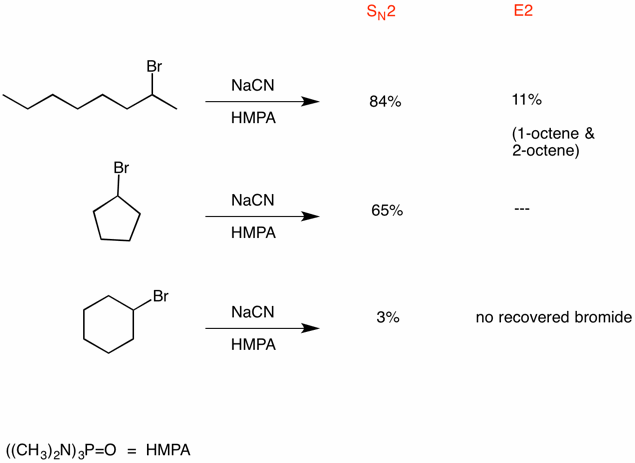 S_N2 E2
Br
NaCN
HMPA
84% 11%
(1-octene &
2-octene)
Br
NaCN
HMPA
65% ---
Br
NaCN
HMPA
3% no recovered bromide
((CH₃)₂N)₃P=O = HMPA